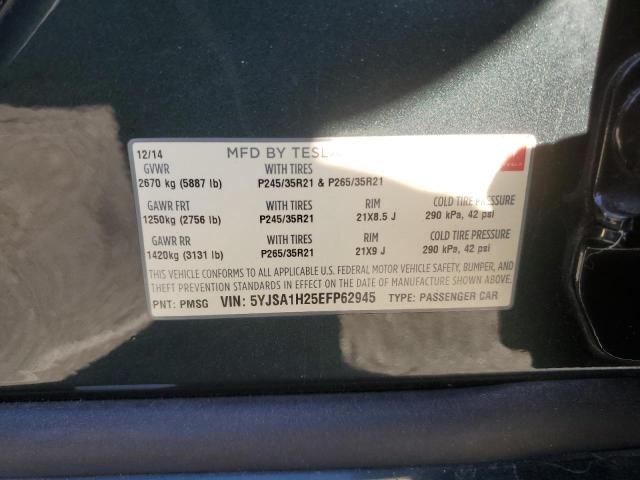 12/14 MFD BY TESLA
GVWR WITH TIRES
2670 kg (5887 lb) P245/35R21 & P265/35R21
GAWR FRT WITH TIRES RIM COLD TIRE PRESSURE
1250kg (2756 lb) P245/35R21 21X8.5 J 290 kPa, 42 psi
GAWR RR WITH TIRES RIM COLD TIRE PRESSURE
1420kg (3131 lb) P265/35R21 21X9 J 290 kPa, 42 psi
THIS VEHICLE CONFORMS TO ALL APPLICABLE U.S. FEDERAL MOTOR VEHICLE SAFETY, BUMPER, AND
THEFT PREVENTION STANDARDS IN EFFECT ON THE DATE OF MANUFACTURE SHOWN ABOVE.
PNT: PMSG VIN: 5YJSA1H25EFP62945 TYPE: PASSENGER CAR